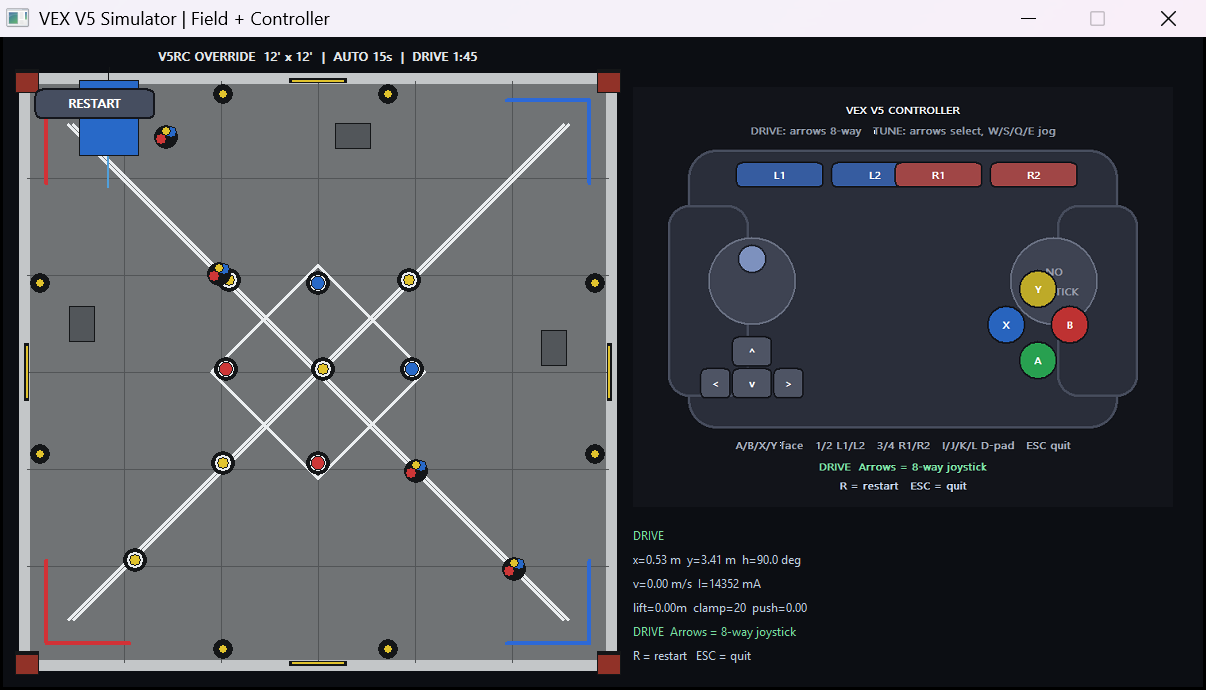 VEX V5 Simulator | Field + Controller
V5RC OVERRIDE 12' x 12' | AUTO 15s | DRIVE 1:45
RESTART
VEX V5 CONTROLLER
DRIVE: arrows 8-way TUNE: arrows select, W/S/Q/E jog
L1 L2 R1 R2
NO
Y
TICK
X B
A
^
< v >
A/B/X/Y face 1/2 L1/L2 3/4 R1/R2 I/J/K/L D-pad ESC quit
DRIVE Arrows = 8-way joystick
R = restart ESC = quit
DRIVE
x=0.53 m y=3.41 m h=90.0 deg
v=0.00 m/s I=14352 mA
lift=0.00m clamp=20 push=0.00
DRIVE Arrows = 8-way joystick
R = restart ESC = quit